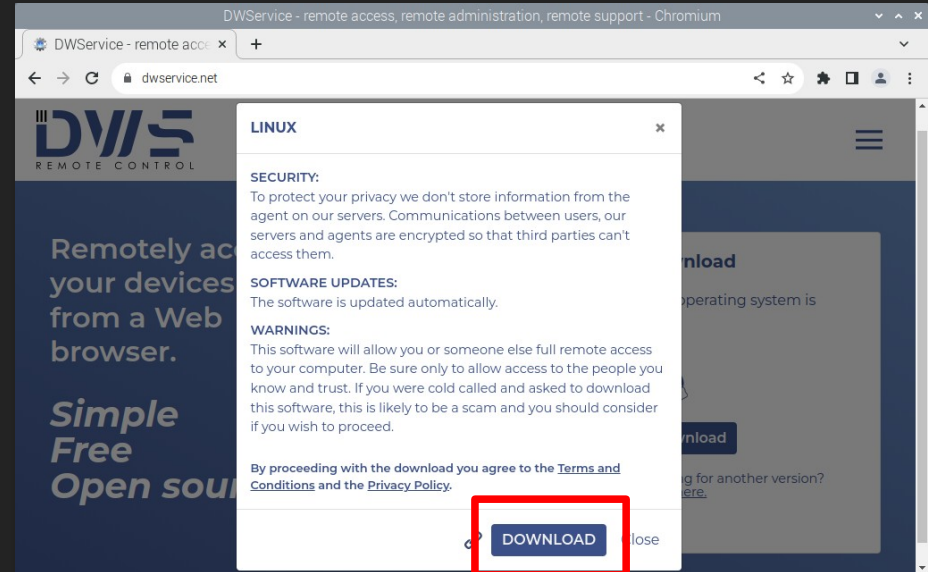 DWService - remote access, remote administration, remote support - Chromium
DWService - remote acce
dwservice.net
DWS
REMOTE CONTROL
LINUX
SECURITY:
To protect your privacy we don't store information from the
agent on our servers. Communications between users, our
servers and agents are encrypted so that third parties can't
access them.
SOFTWARE UPDATES:
The software is updated automatically.
WARNINGS:
This software will allow you or someone else full remote access
to your computer. Be sure only to allow access to the people you
know and trust. If you were cold called and asked to download
this software, this is likely to be a scam and you should consider
if you wish to proceed.
By proceeding with the download you agree to the Terms and
Conditions and the Privacy Policy.
DOWNLOAD
lose
Remotely ac
your devices
from a Web
browser.
Simple
Free
Open sou
nload
operating system is
nload
g for another version?
ere.